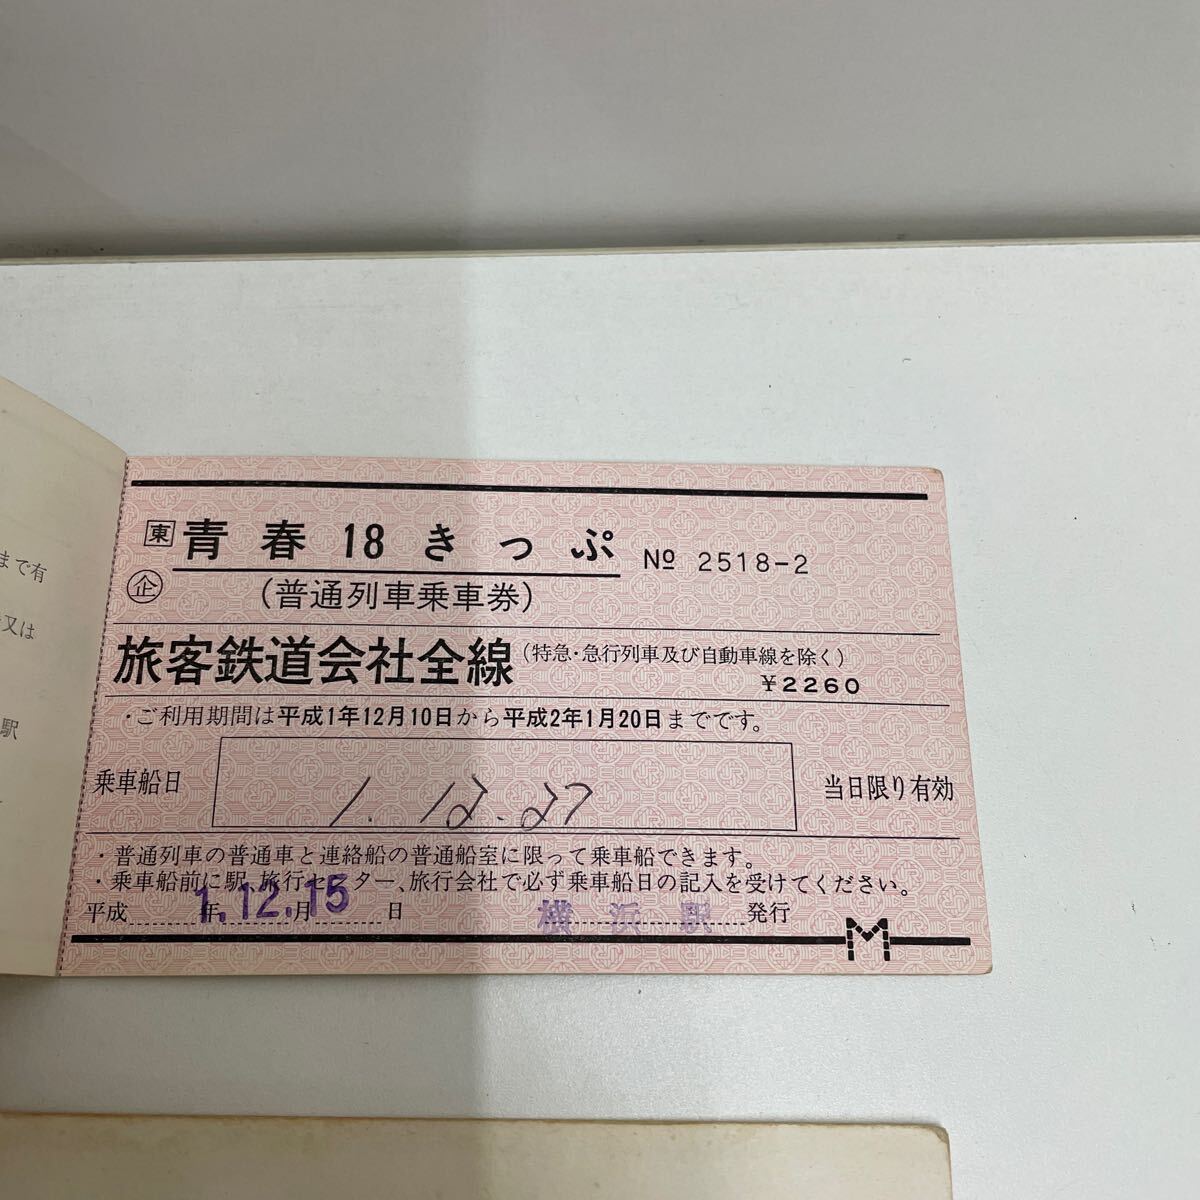 まで有
又は
駅
東 青春18きっぷ № 2518-2
企 (普通列車乗車券)
旅客鉄道会社全線(特急・急行列車及び自動車線を除く)
¥2260
・ご利用期間は平成1年12月10日から平成2年1月20日までです。
乗車船日 1.12.27 当日限り有効
・普通列車の普通車と連絡船の普通船室に限って乗車船できます。
・乗車船前に駅、旅行センター、旅行会社で必ず乗車船日の記入を受けてください。
平成 年 月 日 発行
1.12.15 横浜駅
M